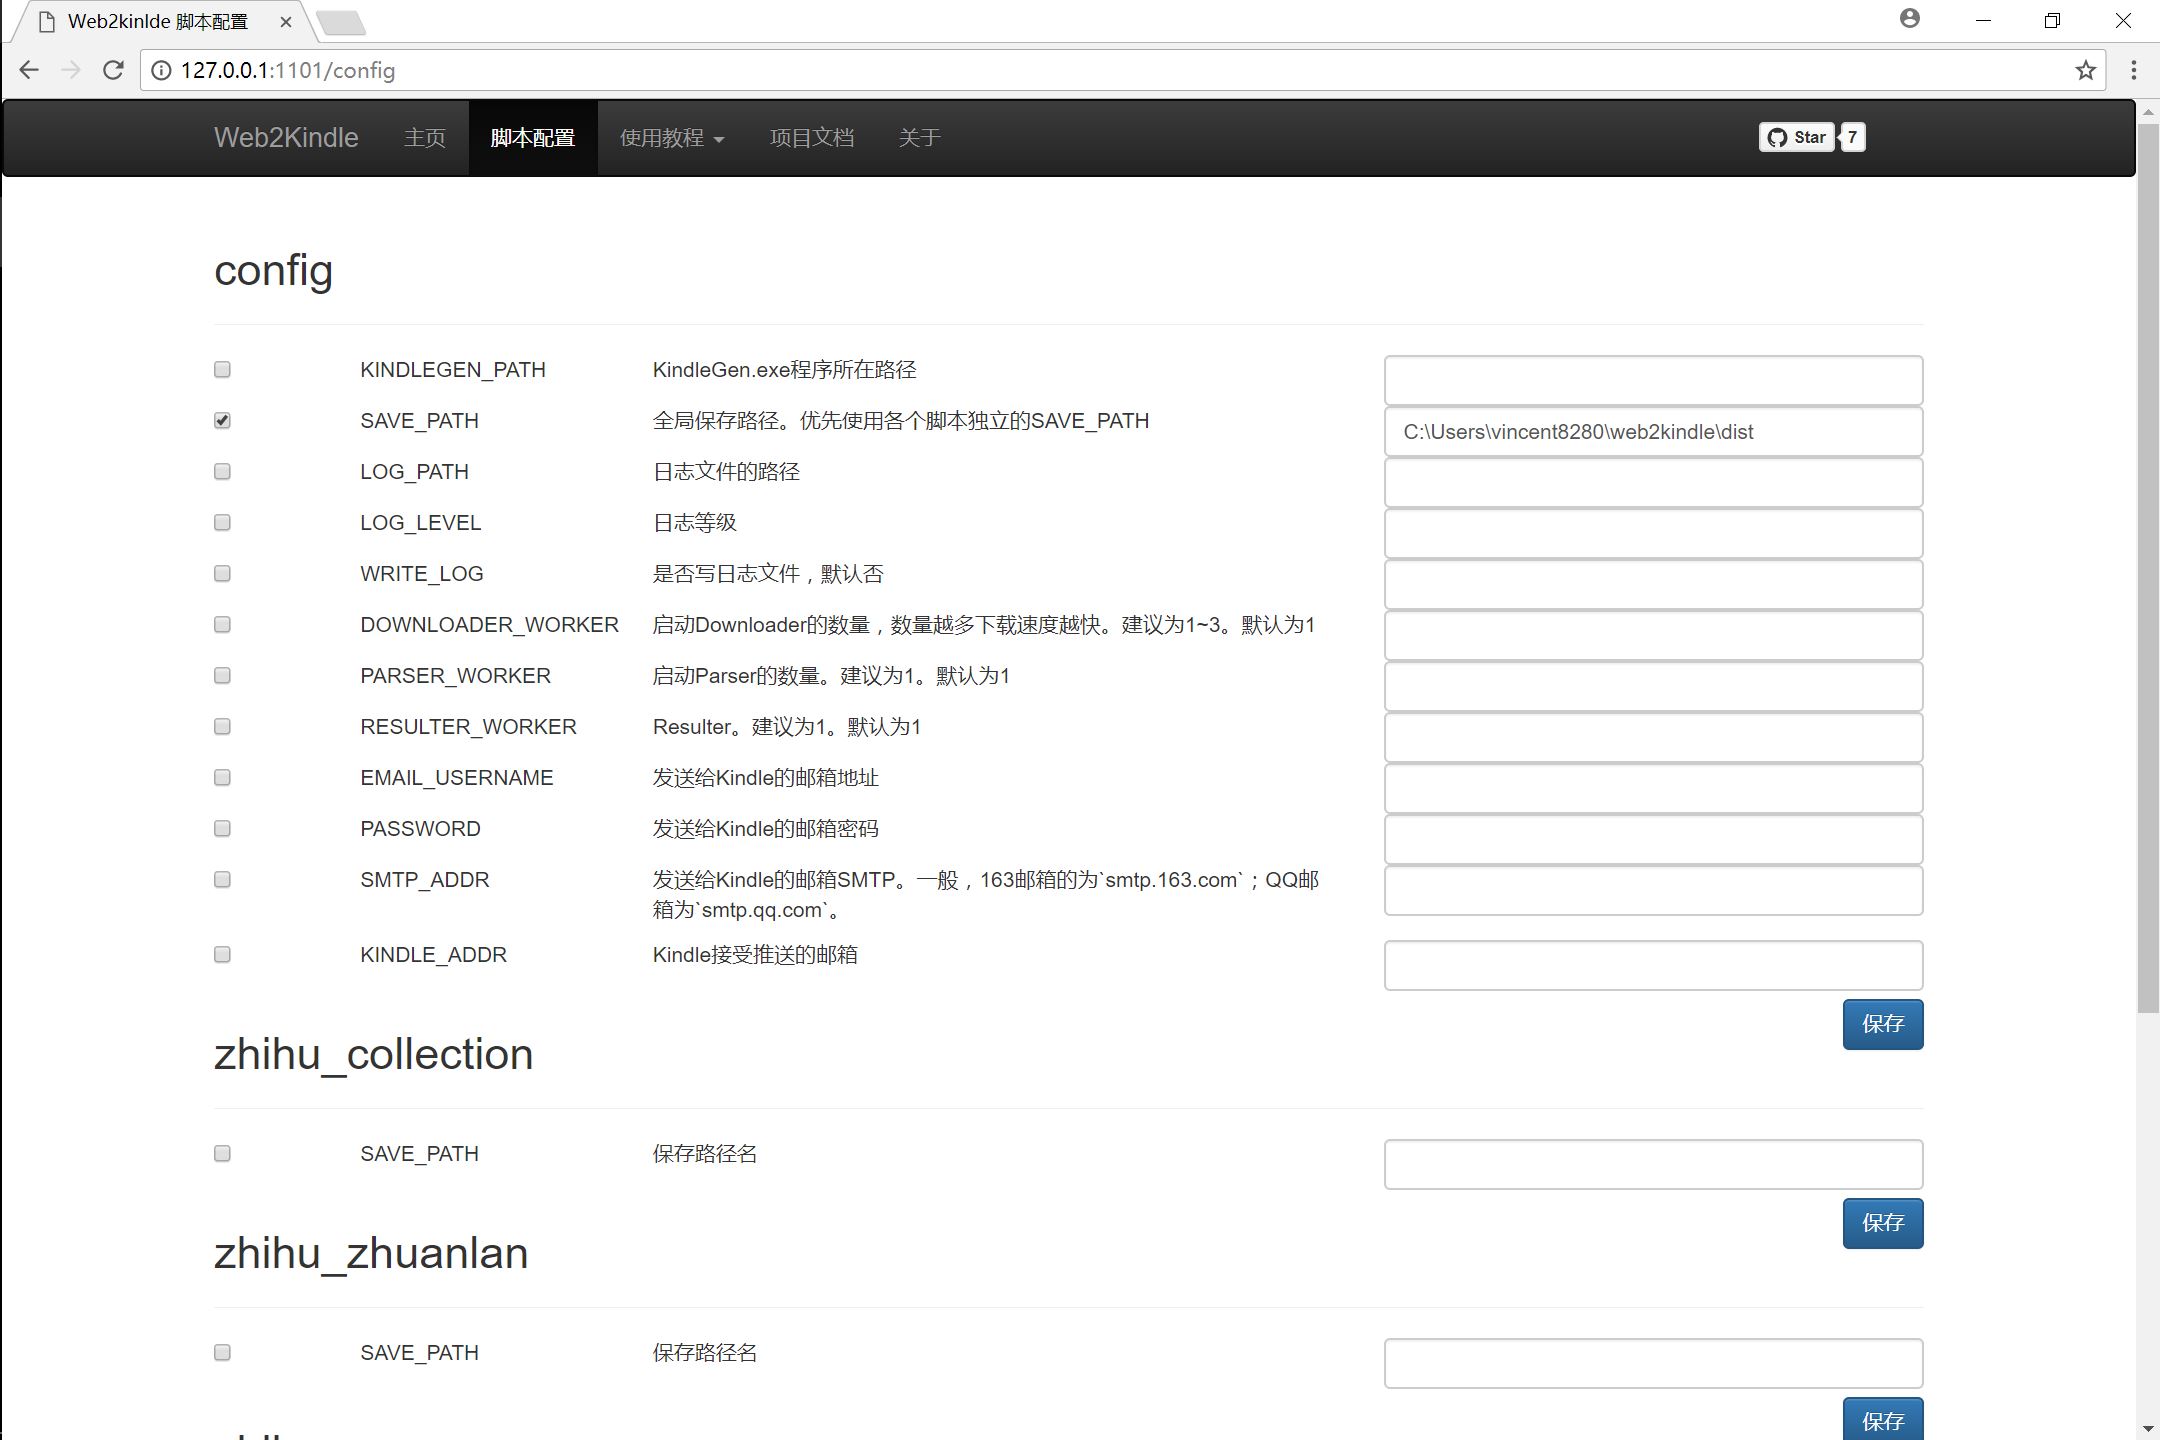 Web2kinlde 脚本配置
127.0.0.1:1101/config
Web2Kindle 主页 脚本配置 使用教程 项目文档 关于 Star 7
config
KINDLEGEN_PATH KindleGen.exe程序所在路径
SAVE_PATH 全局保存路径。优先使用各个脚本独立的SAVE_PATH C:\Users\vincent8280\web2kindle\dist
LOG_PATH 日志文件的路径
LOG_LEVEL 日志等级
WRITE_LOG 是否写日志文件，默认否
DOWNLOADER_WORKER 启动Downloader的数量，数量越多下载速度越快。建议为1~3。默认为1
PARSER_WORKER 启动Parser的数量。建议为1。默认为1
RESULTER_WORKER Resulter。建议为1。默认为1
EMAIL_USERNAME 发送给Kindle的邮箱地址
PASSWORD 发送给Kindle的邮箱密码
SMTP_ADDR 发送给Kindle的邮箱SMTP。一般，163邮箱的为`smtp.163.com`；QQ邮
箱为`smtp.qq.com`。
KINDLE_ADDR Kindle接受推送的邮箱
保存
zhihu_collection
SAVE_PATH 保存路径名
保存
zhihu_zhuanlan
SAVE_PATH 保存路径名
保存